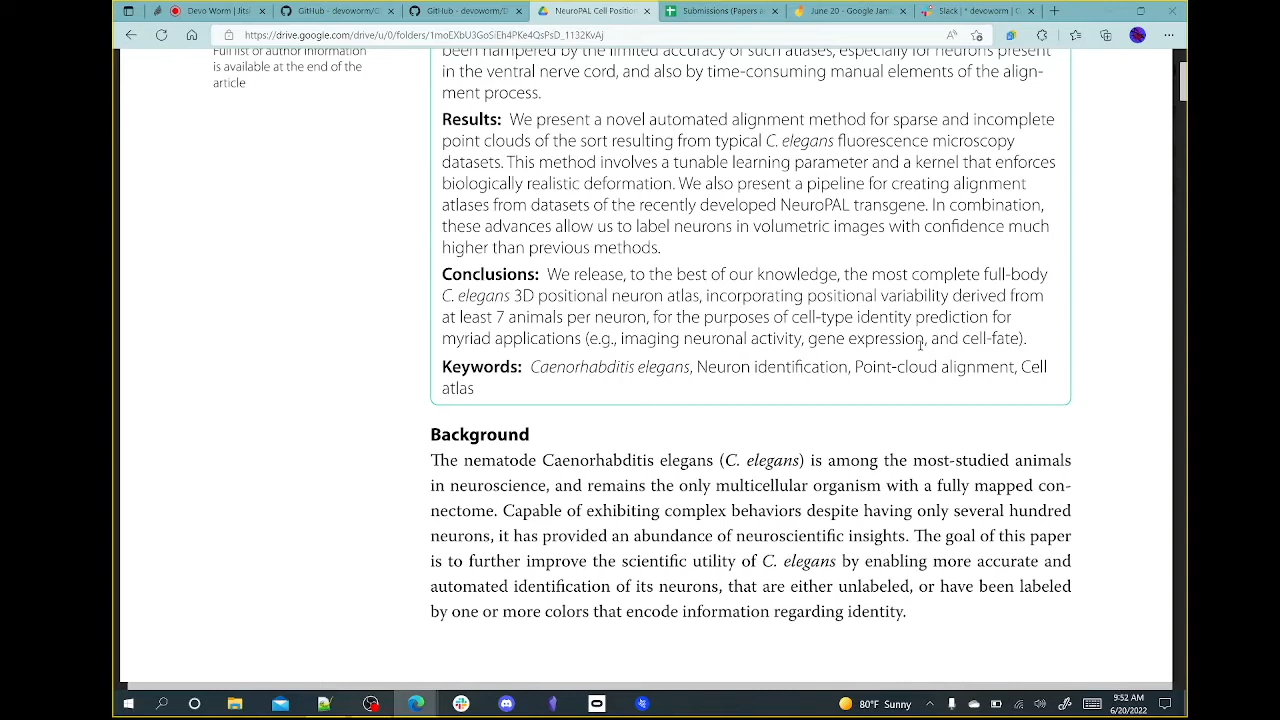 Devo Worm | Jitsi
GitHub - devoworm/
GitHub - devoworm/D
NeuroPAL Cell Position
Submissions (Papers a
June 20 - Google Jam
Slack | * devoworm |
Full list of author information
is available at the end of the
article
been hampered by the limited accuracy of such atlases, especially for neurons present
in the ventral nerve cord, and also by time-consuming manual elements of the align-
ment process.
Results: We present a novel automated alignment method for sparse and incomplete
point clouds of the sort resulting from typical C. elegans fluorescence microscopy
datasets. This method involves a tunable learning parameter and a kernel that enforces
biologically realistic deformation. We also present a pipeline for creating alignment
atlases from datasets of the recently developed NeuroPAL transgene. In combination,
these advances allow us to label neurons in volumetric images with confidence much
higher than previous methods.
Conclusions: We release, to the best of our knowledge, the most complete full-body
C. elegans 3D positional neuron atlas, incorporating positional variability derived from
at least 7 animals per neuron, for the purposes of cell-type identity prediction for
myriad applications (e.g., imaging neuronal activity, gene expression, and cell-fate).
Keywords: Caenorhabditis elegans, Neuron identification, Point-cloud alignment, Cell
atlas
Background
The nematode Caenorhabditis elegans (C. elegans) is among the most-studied animals
in neuroscience, and remains the only multicellular organism with a fully mapped con-
nectome. Capable of exhibiting complex behaviors despite having only several hundred
neurons, it has provided an abundance of neuroscientific insights. The goal of this paper
is to further improve the scientific utility of C. elegans by enabling more accurate and
automated identification of its neurons, that are either unlabeled, or have been labeled
by one or more colors that encode information regarding identity.
80°F Sunny
9:52 AM
6/20/2022